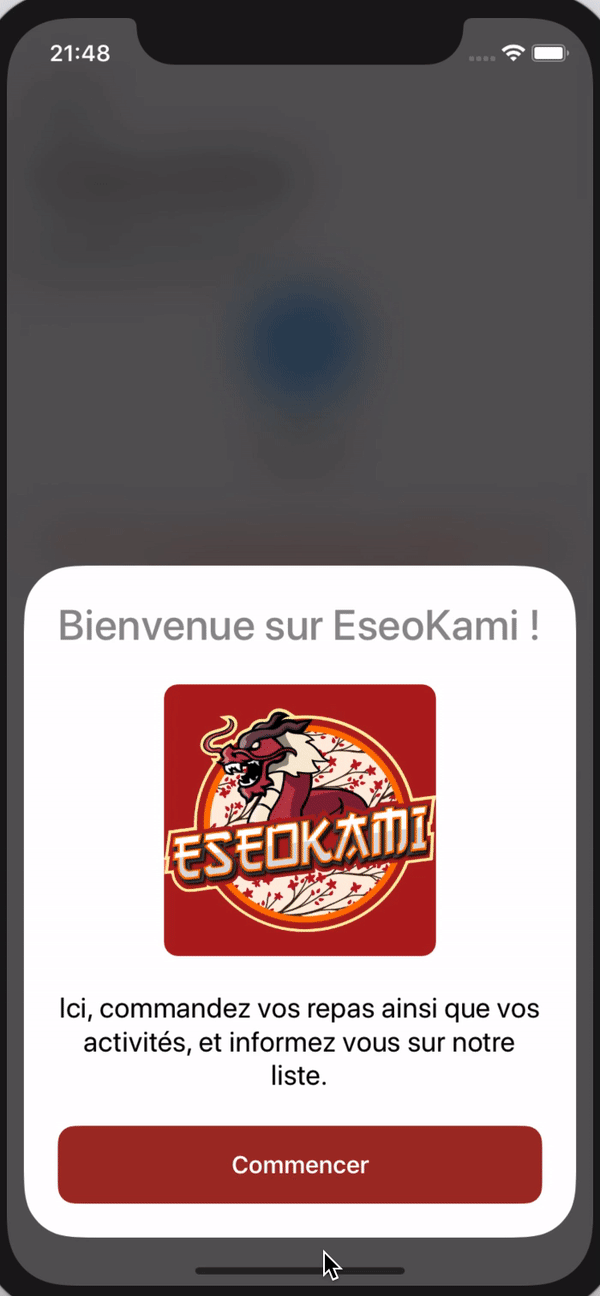 21:48
Bienvenue sur EseoKami !
ESEOKAMI
Ici, commandez vos repas ainsi que vos
activités, et informez vous sur notre
liste.
Commencer